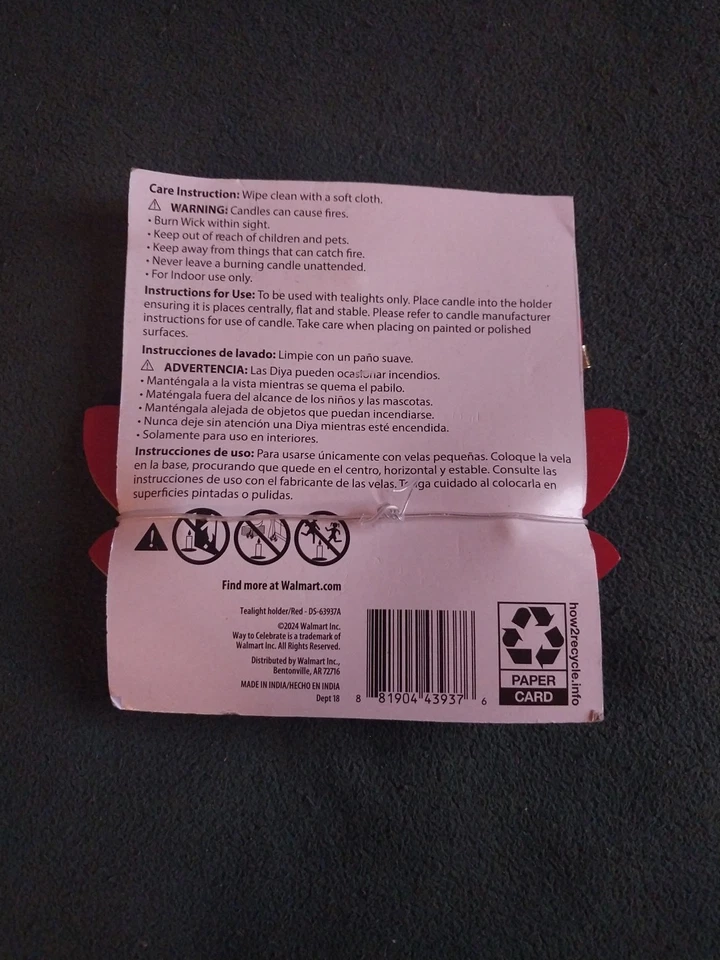 Care Instruction: Wipe clean with a soft cloth.
⚠ WARNING: Candles can cause fires.
• Burn Wick within sight.
• Keep out of reach of children and pets.
• Keep away from things that can catch fire.
• Never leave a burning candle unattended.
• For Indoor use only.
Instructions for Use: To be used with tealights only. Place candle into the holder
ensuring it is places centrally, flat and stable. Please refer to candle manufacturer
instructions for use of candle. Take care when placing on painted or polished
surfaces.
Instrucciones de lavado: Limpie con un paño suave.
⚠ ADVERTENCIA: Las Diya pueden ocasionar incendios.
• Manténgala a la vista mientras se quema el pabilo.
• Maténgala fuera del alcance de los niños y las mascotas.
• Manténgala alejada de objetos que puedan incendiarse.
• Nunca deje sin atención una Diya mientras esté encendida.
• Solamente para uso en interiores.
Instrucciones de uso: Para usarse únicamente con velas pequeñas. Coloque la vela
en la base, procurando que quede en el centro, horizontal y estable. Consulte las
instrucciones de uso con el fabricante de las velas. Tenga cuidado al colocarla en
superficies pintadas o pulidas.
Find more at Walmart.com
Tealight holder/Red - DS-63937A
©2024 Walmart Inc.
Way to Celebrate is a trademark of
Walmart Inc. All Rights Reserved.
Distributed by Walmart Inc.,
Bentonville, AR 72716
MADE IN INDIA/HECHO EN INDIA
Dept 18
8 81904 43937 6
PAPER
CARD
how2recycle.info